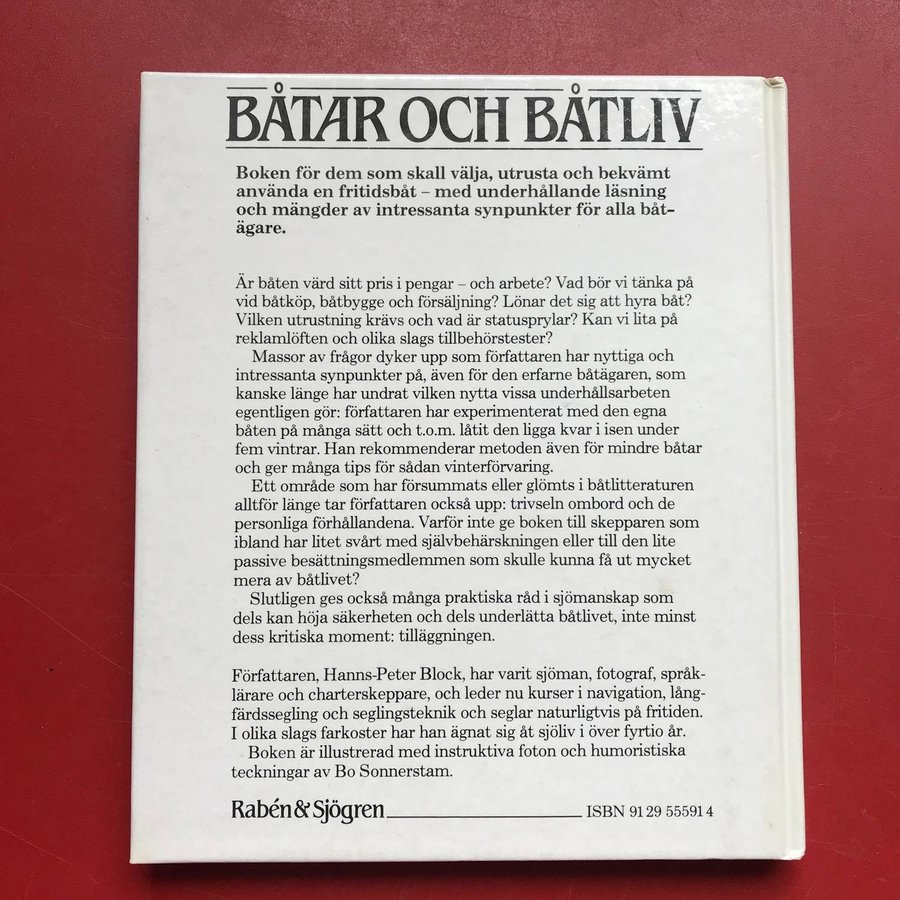 BÅTAR OCH BÅTLIV
Boken för dem som skall välja, utrusta och bekvämt
använda en fritidsbåt – med underhållande läsning
och mängder av intressanta synpunkter för alla båt-
ägare.
Är båten värd sitt pris i pengar – och arbete? Vad bör vi tänka på
vid båtköp, båtbygge och försäljning? Lönar det sig att hyra båt?
Vilken utrustning krävs och vad är statusprylar? Kan vi lita på
reklamlöften och olika slags tillbehörstester?
Massor av frågor dyker upp som författaren har nyttiga och
intressanta synpunkter på, även för den erfarne båtägaren, som
kanske länge har undrat vilken nytta vissa underhållsarbeten
egentligen gör: författaren har experimenterat med den egna
båten på många sätt och t.o.m. låtit den ligga kvar i isen under
fem vintrar. Han rekommenderar metoden även för mindre båtar
och ger många tips för sådan vinterförvaring.
Ett område som har försummats eller glömts i båtlitteraturen
alltför länge tar författaren också upp: trivseln ombord och de
personliga förhållandena. Varför inte ge boken till skepparen som
ibland har litet svårt med självbehärskningen eller till den lite
passive besättningsmedlemmen som skulle kunna få ut mycket
mera av båtlivet?
Slutligen ges också många praktiska råd i sjömanskap som
dels kan höja säkerheten och dels underlätta båtlivet, inte minst
dess kritiska moment: tilläggningen.
Författaren, Hanns-Peter Block, har varit sjöman, fotograf, språk-
lärare och charterskeppare, och leder nu kurser i navigation, lång-
färdssegling och seglingsteknik och seglar naturligtvis på fritiden.
I olika slags farkoster har han ägnat sig åt sjöliv i över fyrtio år.
Boken är illustrerad med instruktiva foton och humoristiska
teckningar av Bo Sonnerstam.
Rabén & Sjögren ISBN 91 29 55591 4